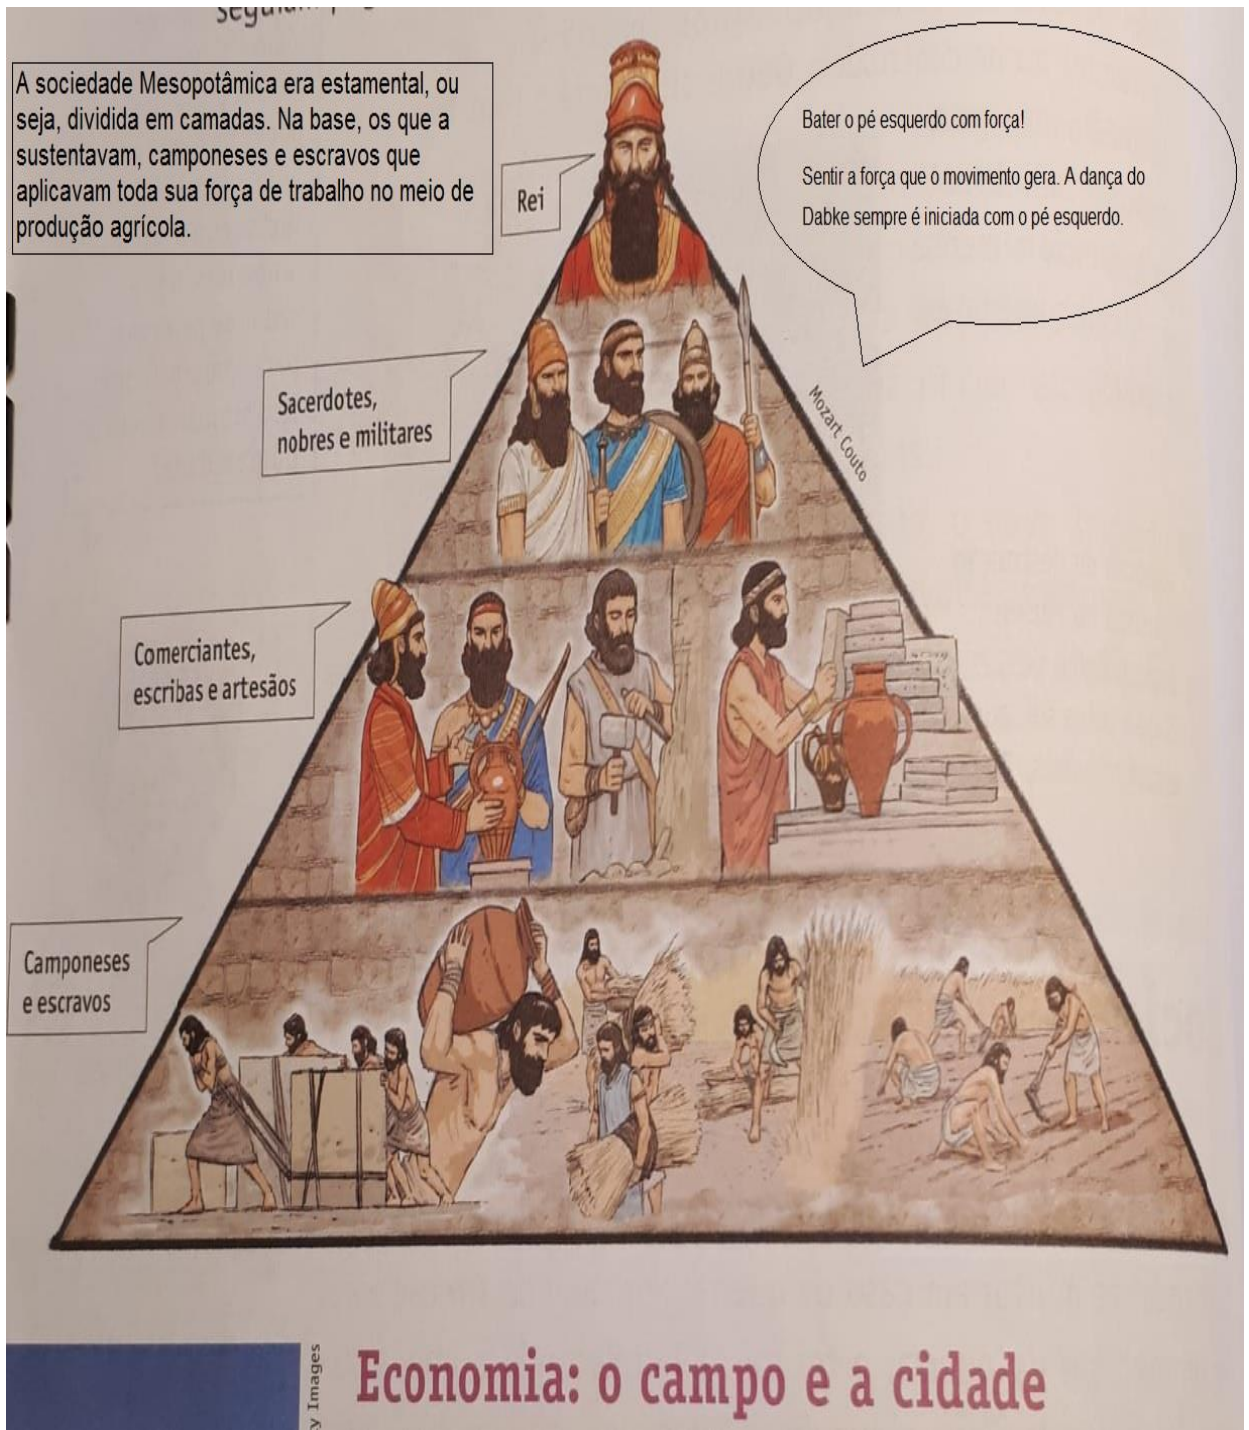 A sociedade Mesopotâmica era estamental, ou
seja, dividida em camadas. Na base, os que a
sustentavam, camponeses e escravos que
aplicavam toda sua força de trabalho no meio de
produção agrícola.
Bater o pé esquerdo com força!
Sentir a força que o movimento gera. A dança do
Dabke sempre é iniciada com o pé esquerdo.
Rei
Sacerdotes,
nobres e militares
Mozart Couto
Comerciantes,
escribas e artesãos
Camponeses
e escravos
y Images
Economia: o campo e a cidade